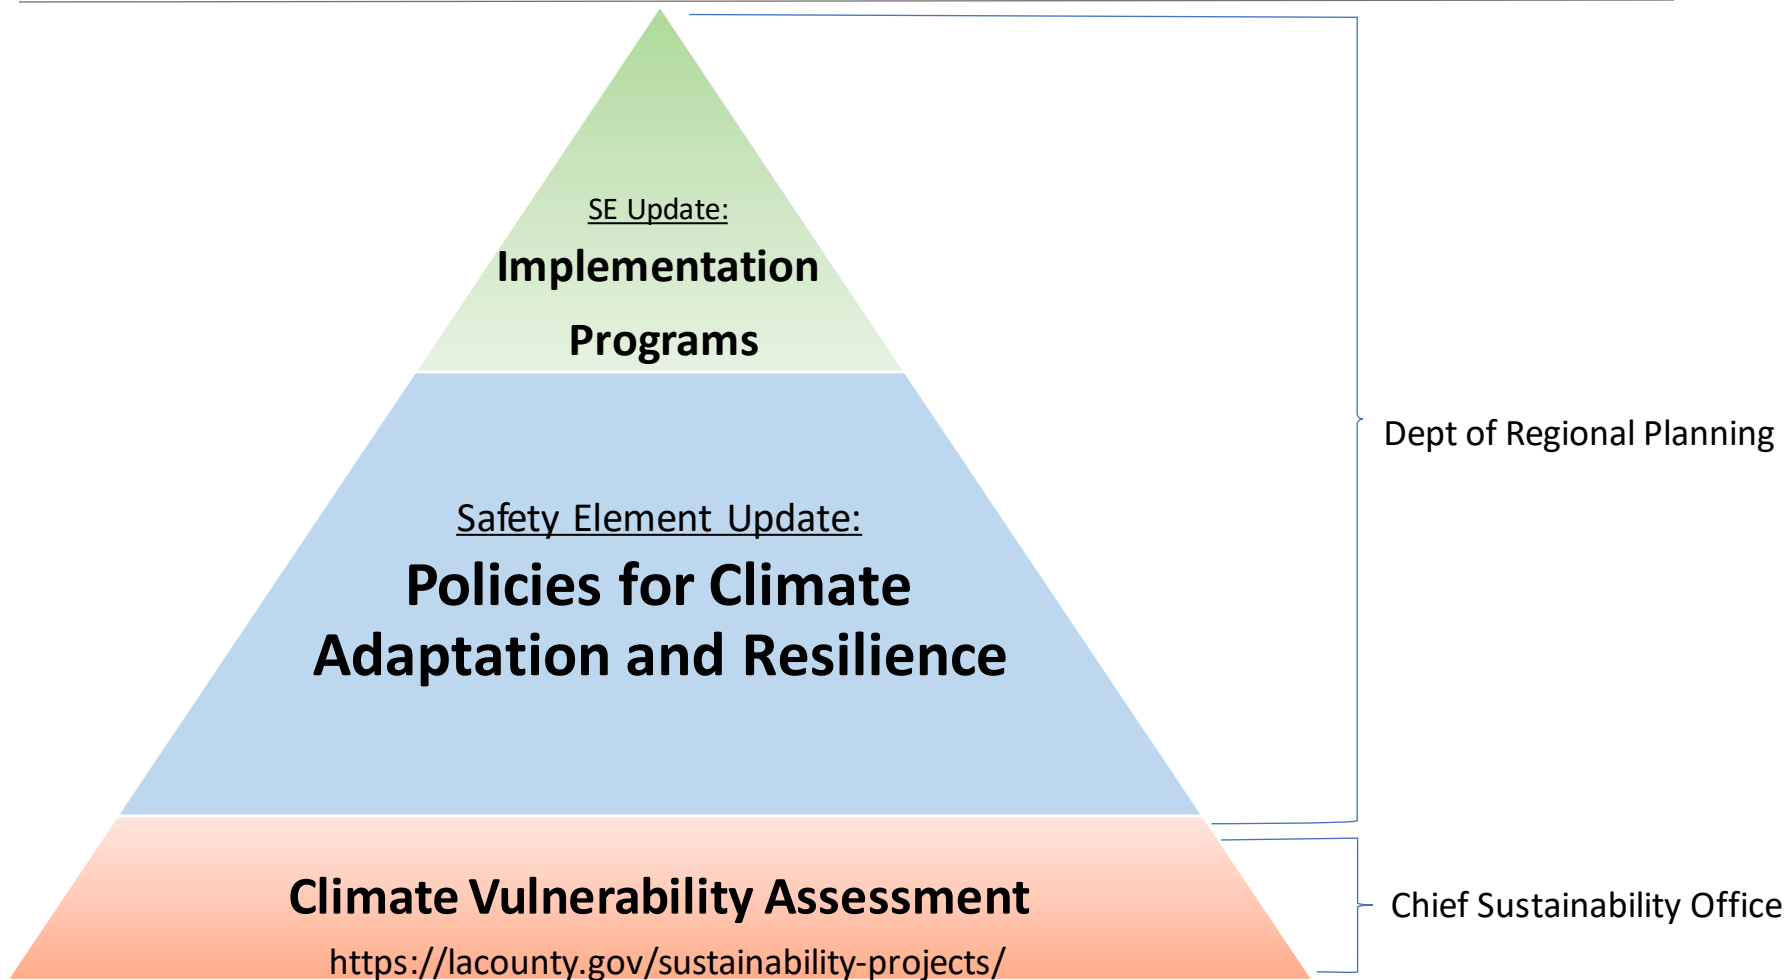 SE Update:
Implementation
Programs
Dept of Regional Planning
Safety Element Update:
Policies for Climate
Adaptation and Resilience
Climate Vulnerability Assessment
Chief Sustainability Office
https://lacounty.gov/sustainability-projects/